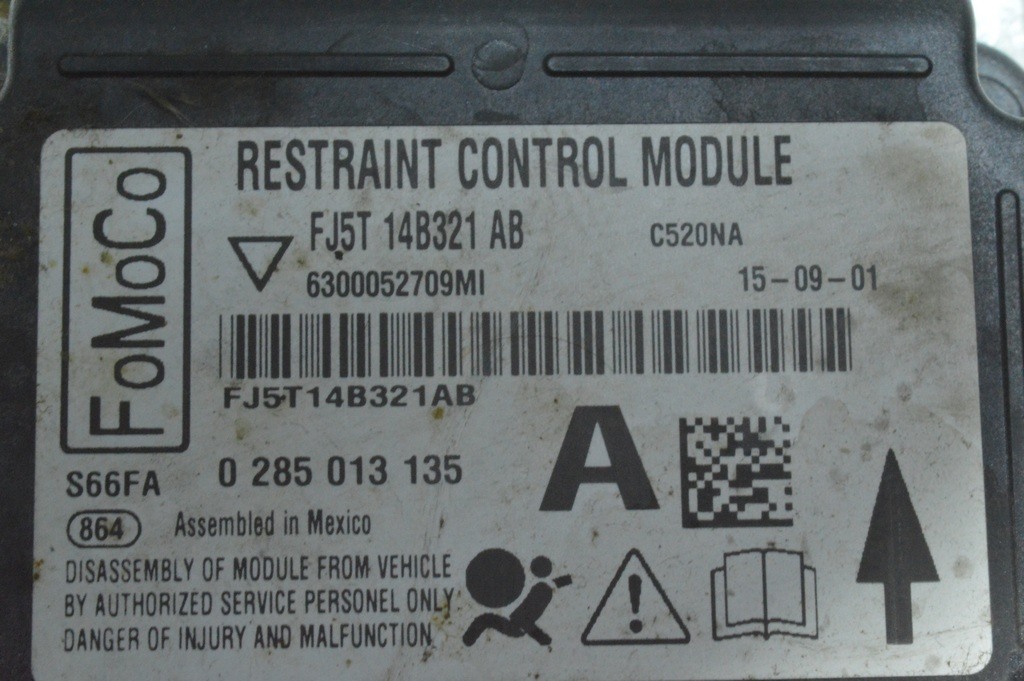 FoMoCo
RESTRAINT CONTROL MODULE
FJ5T 14B321 AB
C520NA
6300052709MI
15-09-01
FJ5T14B321AB
S66FA
0 285 013 135
A
864
Assembled in Mexico
DISASSEMBLY OF MODULE FROM VEHICLE
BY AUTHORIZED SERVICE PERSONEL ONLY
DANGER OF INJURY AND MALFUNCTION